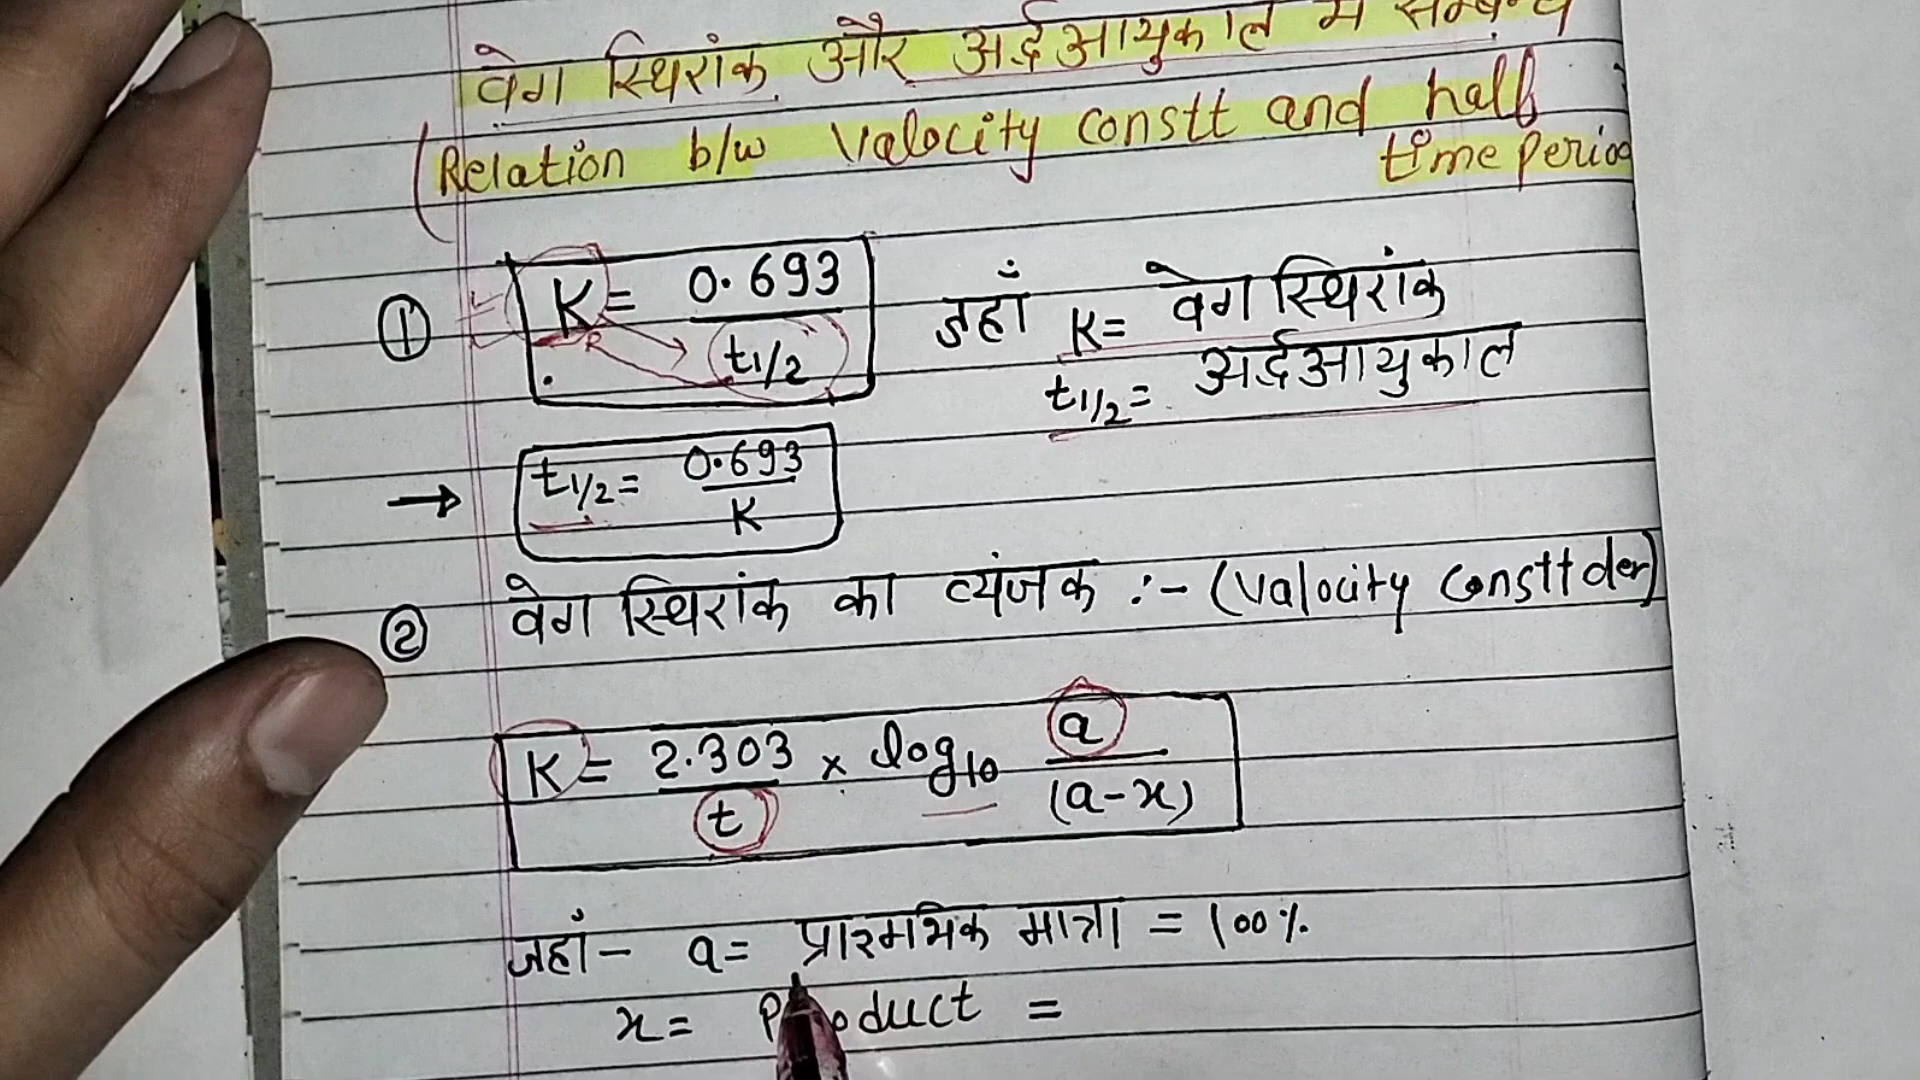 वेग स्थिरांक और अर्द्धआयुकाल में सम्बन्ध
(Relation b/w Valocity constt and half
time period
① K = 0.693 / t1/2 जहाँ K = वेग स्थिरांक
t1/2 = अर्द्धआयुकाल
→ t1/2 = 0.693 / K
② वेग स्थिरांक का व्यंजक :- (Valocity Constt der)
K = 2.303 / t × log10 a / (a-x)
जहाँ - a = प्रारम्भिक मात्रा = 100%
x = Product =